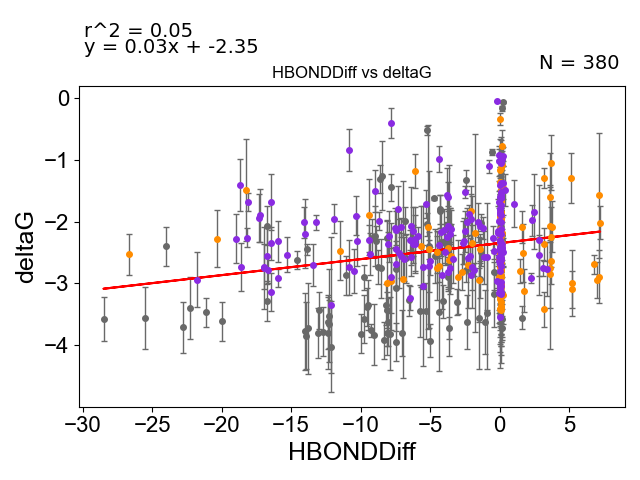 r^2 = 0.05
y = 0.03x + -2.35
N = 380
HBONDDiff vs deltaG
deltaG
0
−1
−2
−3
−4
−30 −25 −20 −15 −10 −5 0 5
HBONDDiff